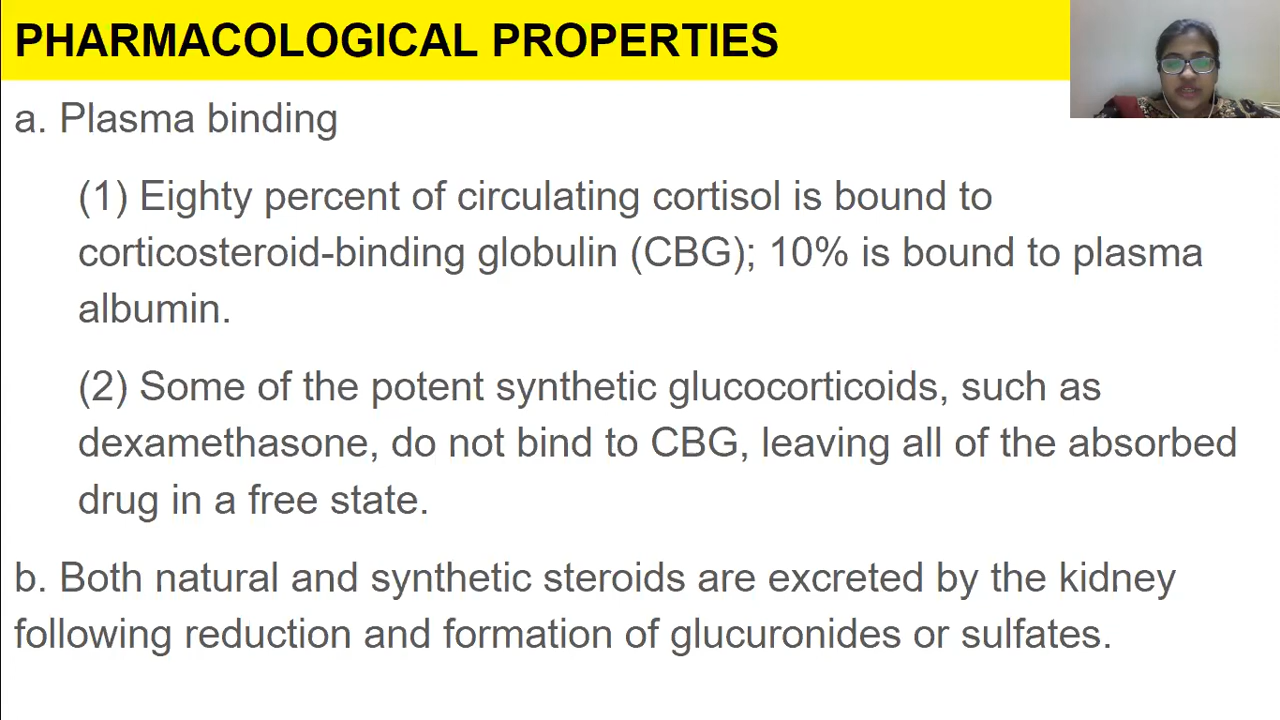 PHARMACOLOGICAL PROPERTIES
a. Plasma binding
(1) Eighty percent of circulating cortisol is bound to
corticosteroid-binding globulin (CBG); 10% is bound to plasma
albumin.
(2) Some of the potent synthetic glucocorticoids, such as
dexamethasone, do not bind to CBG, leaving all of the absorbed
drug in a free state.
b. Both natural and synthetic steroids are excreted by the kidney
following reduction and formation of glucuronides or sulfates.